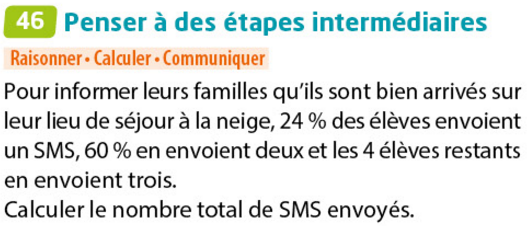 46 Penser à des étapes intermédiaires
Raisonner • Calculer • Communiquer
Pour informer leurs familles qu'ils sont bien arrivés sur
leur lieu de séjour à la neige, 24 % des élèves envoient
un SMS, 60 % en envoient deux et les 4 élèves restants
en envoient trois.
Calculer le nombre total de SMS envoyés.